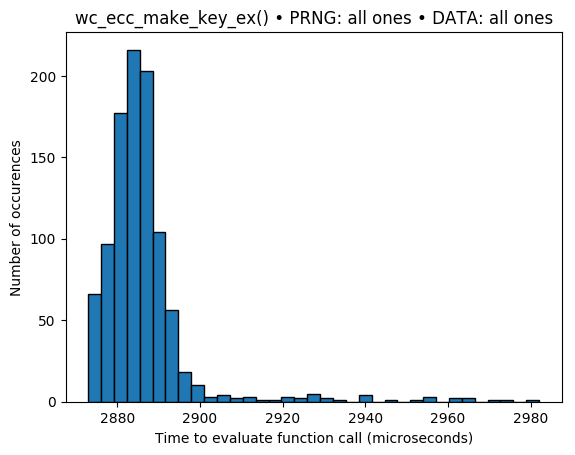 wc_ecc_make_key_ex() • PRNG: all ones • DATA: all ones
Number of occurences
200
150
100
50
0
2880 2900 2920 2940 2960 2980
Time to evaluate function call (microseconds)